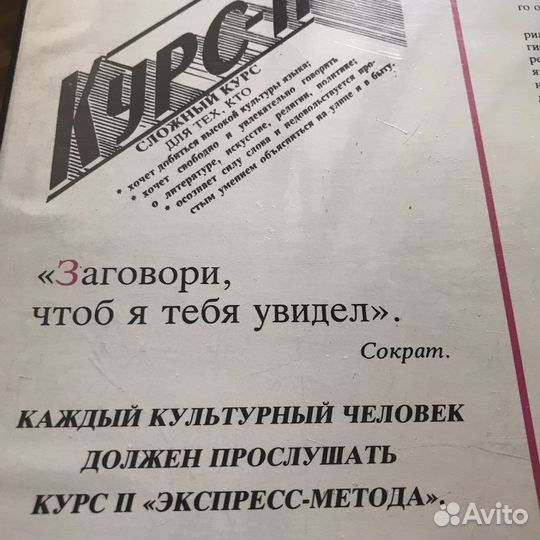 КУРС-II
СЛОЖНЫЙ КУРС
ДЛЯ ТЕХ, КТО
* хочет добиться высокой культуры языка;
* хочет свободно и увлекательно говорить
о литературе, искусстве, религии, политике;
* осознает силу слова и недовольствуется про-
стым умением объясниться на улице и в быту.
«Заговори,
чтоб я тебя увидел».
Сократ.
КАЖДЫЙ КУЛЬТУРНЫЙ ЧЕЛОВЕК
ДОЛЖЕН ПРОСЛУШАТЬ
КУРС II «ЭКСПРЕСС-МЕТОДА».
Avito